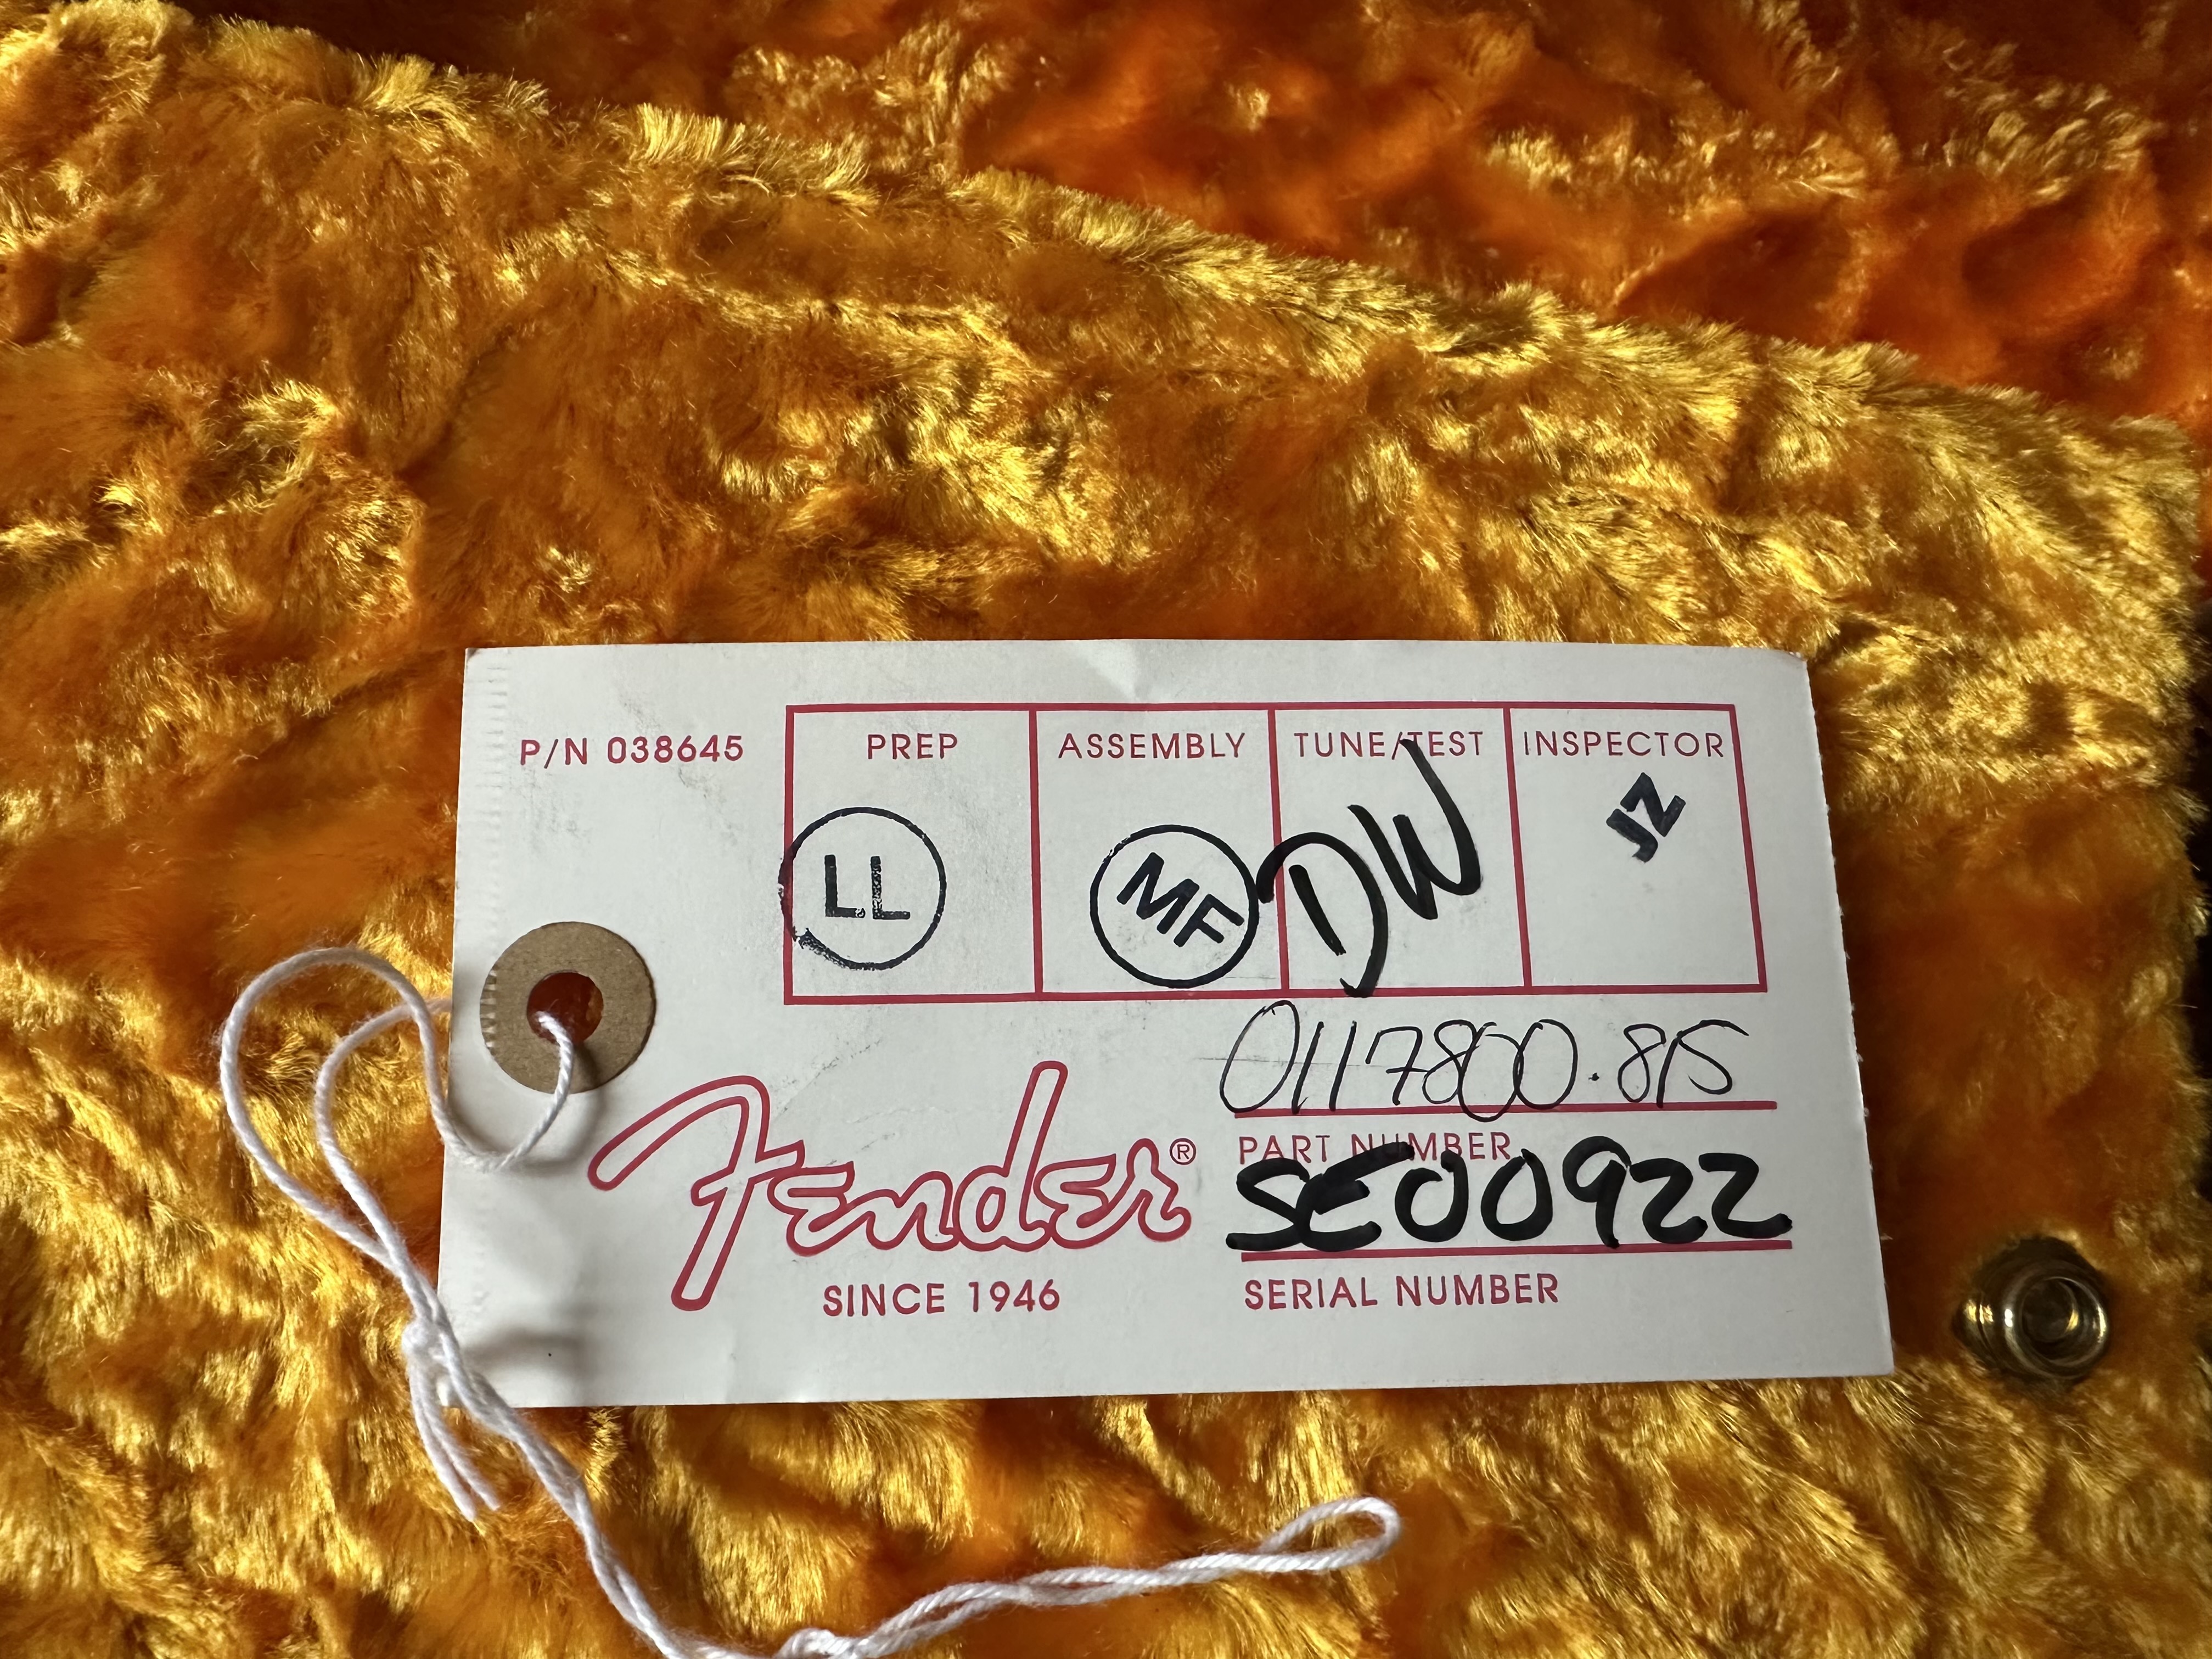 P/N 038645
PREP ASSEMBLY TUNE/TEST INSPECTOR
LL MF DW JZ
0117800.815
PART NUMBER
Fender®
SE00922
SINCE 1946
SERIAL NUMBER